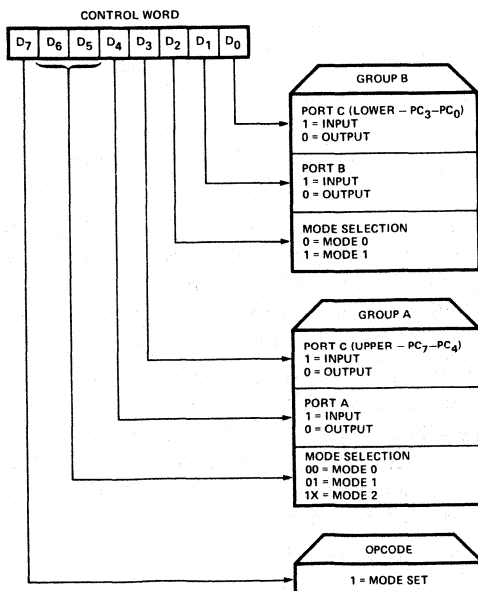 CONTROL WORD
D7 D6 D5 D4 D3 D2 D1 D0
GROUP B
PORT C (LOWER – PC3-PC0)
1 = INPUT
0 = OUTPUT
PORT B
1 = INPUT
0 = OUTPUT
MODE SELECTION
0 = MODE 0
1 = MODE 1
GROUP A
PORT C (UPPER – PC7-PC4)
1 = INPUT
0 = OUTPUT
PORT A
1 = INPUT
0 = OUTPUT
MODE SELECTION
00 = MODE 0
01 = MODE 1
1X = MODE 2
OPCODE
1 = MODE SET